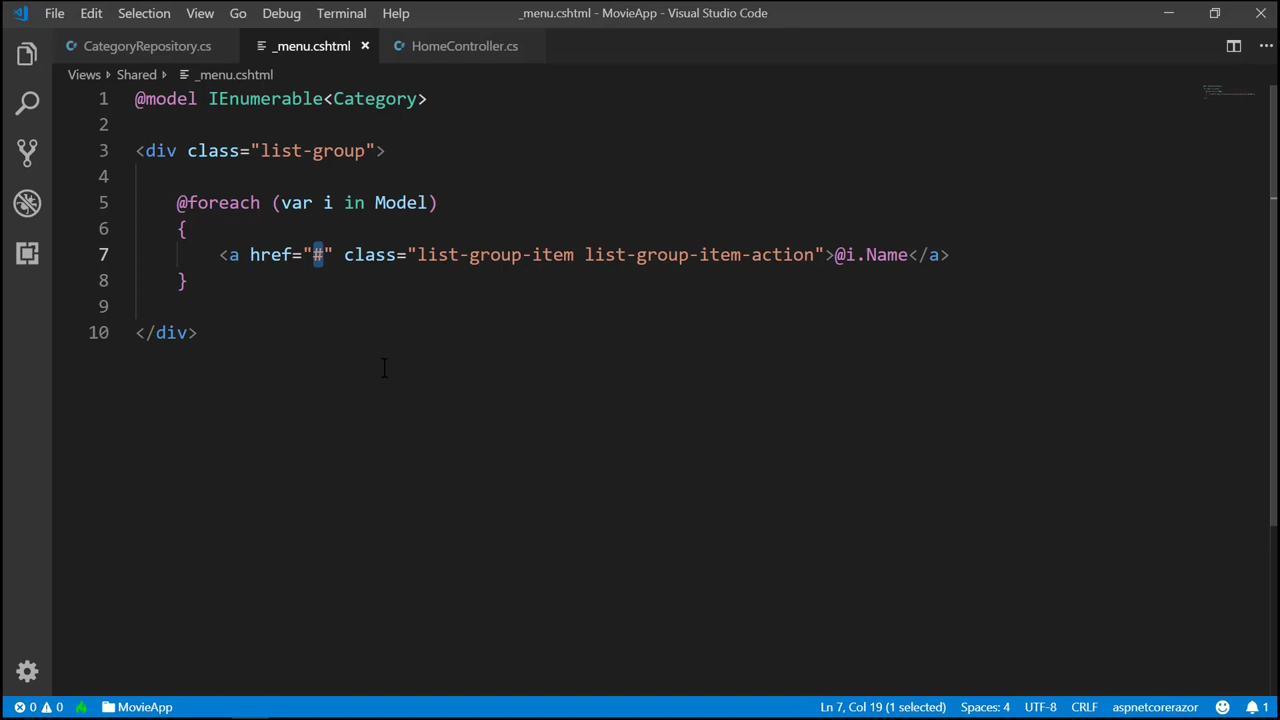 File Edit Selection View Go Debug Terminal Help _menu.cshtml - MovieApp - Visual Studio Code
CategoryRepository.cs _menu.cshtml HomeController.cs
Views Shared _menu.cshtml
1 @model IEnumerable<Category>
2
3 <div class="list-group">
4
5 @foreach (var i in Model)
6 {
7 <a href="#" class="list-group-item list-group-item-action">@i.Name</a>
8 }
9
10 </div>
0 0 MovieApp Ln 7, Col 19 (1 selected) Spaces: 4 UTF-8 CRLF aspnetcorerazor 1